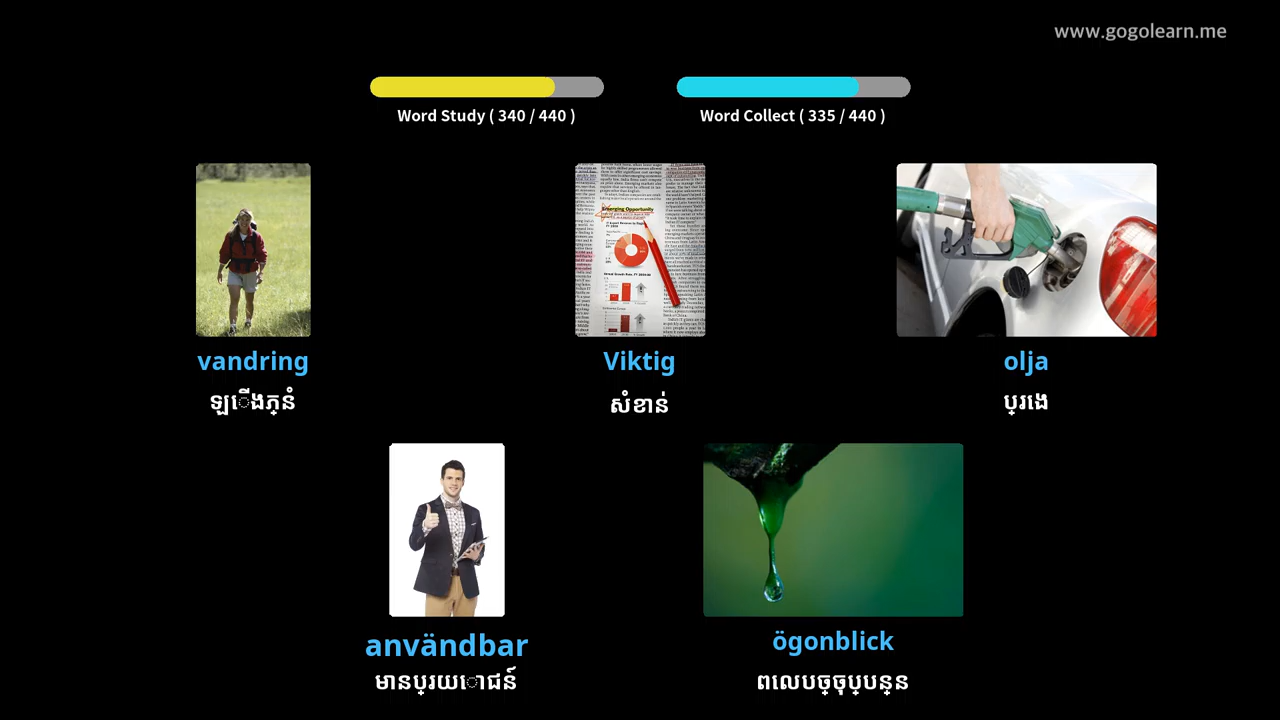 www.gogolearn.me
Word Study ( 340 / 440 )
Word Collect ( 335 / 440 )
Emerging Opportunity
vandring
ឡើងភ្នំ
Viktig
សំខាន់
olja
ប្រេង
användbar
មានប្រយោជន៍
ögonblick
ពេលបច្ចុប្បន្ន